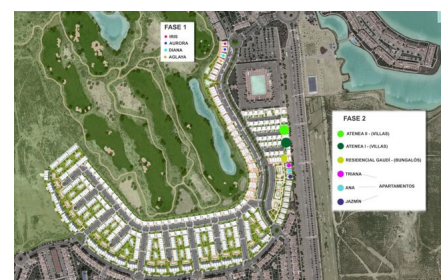 FASE 1
IRIS
AURORA
DIANA
AGLAYA
FASE 2
ATENEA II - (VILLAS)
ATENEA I - (VILLAS)
RESIDENCIAL GAUDÍ - (BUNGALÓS)
TRIANA
ANA
APARTAMENTOS
JAZMÍN